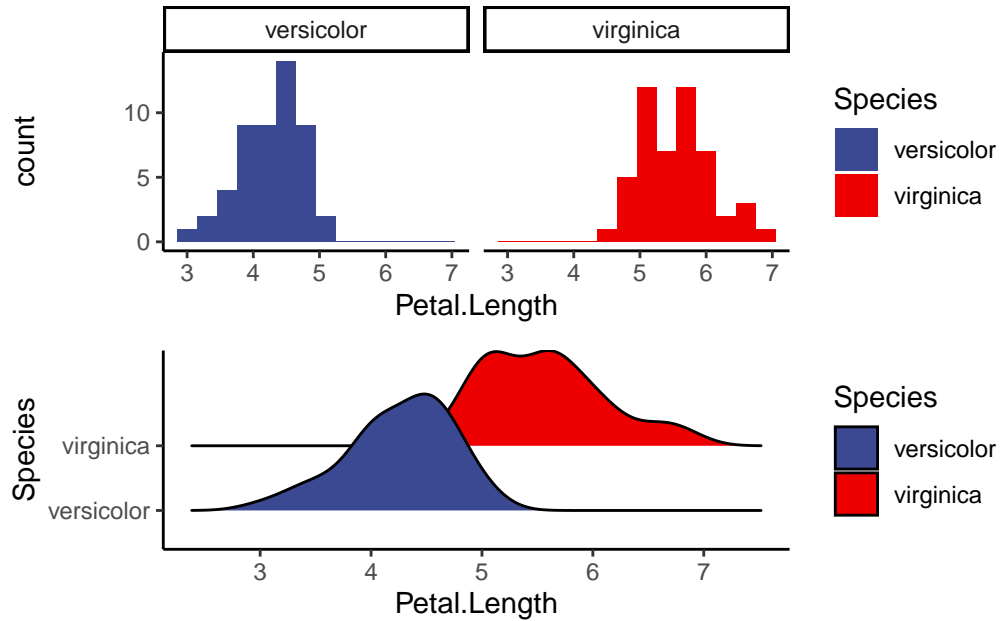 versicolor
virginica
count
10
5
0
3 4 5 6 7
3 4 5 6 7
Petal.Length
Species
versicolor
virginica
Species
virginica
versicolor
3 4 5 6 7
Petal.Length
Species
versicolor
virginica